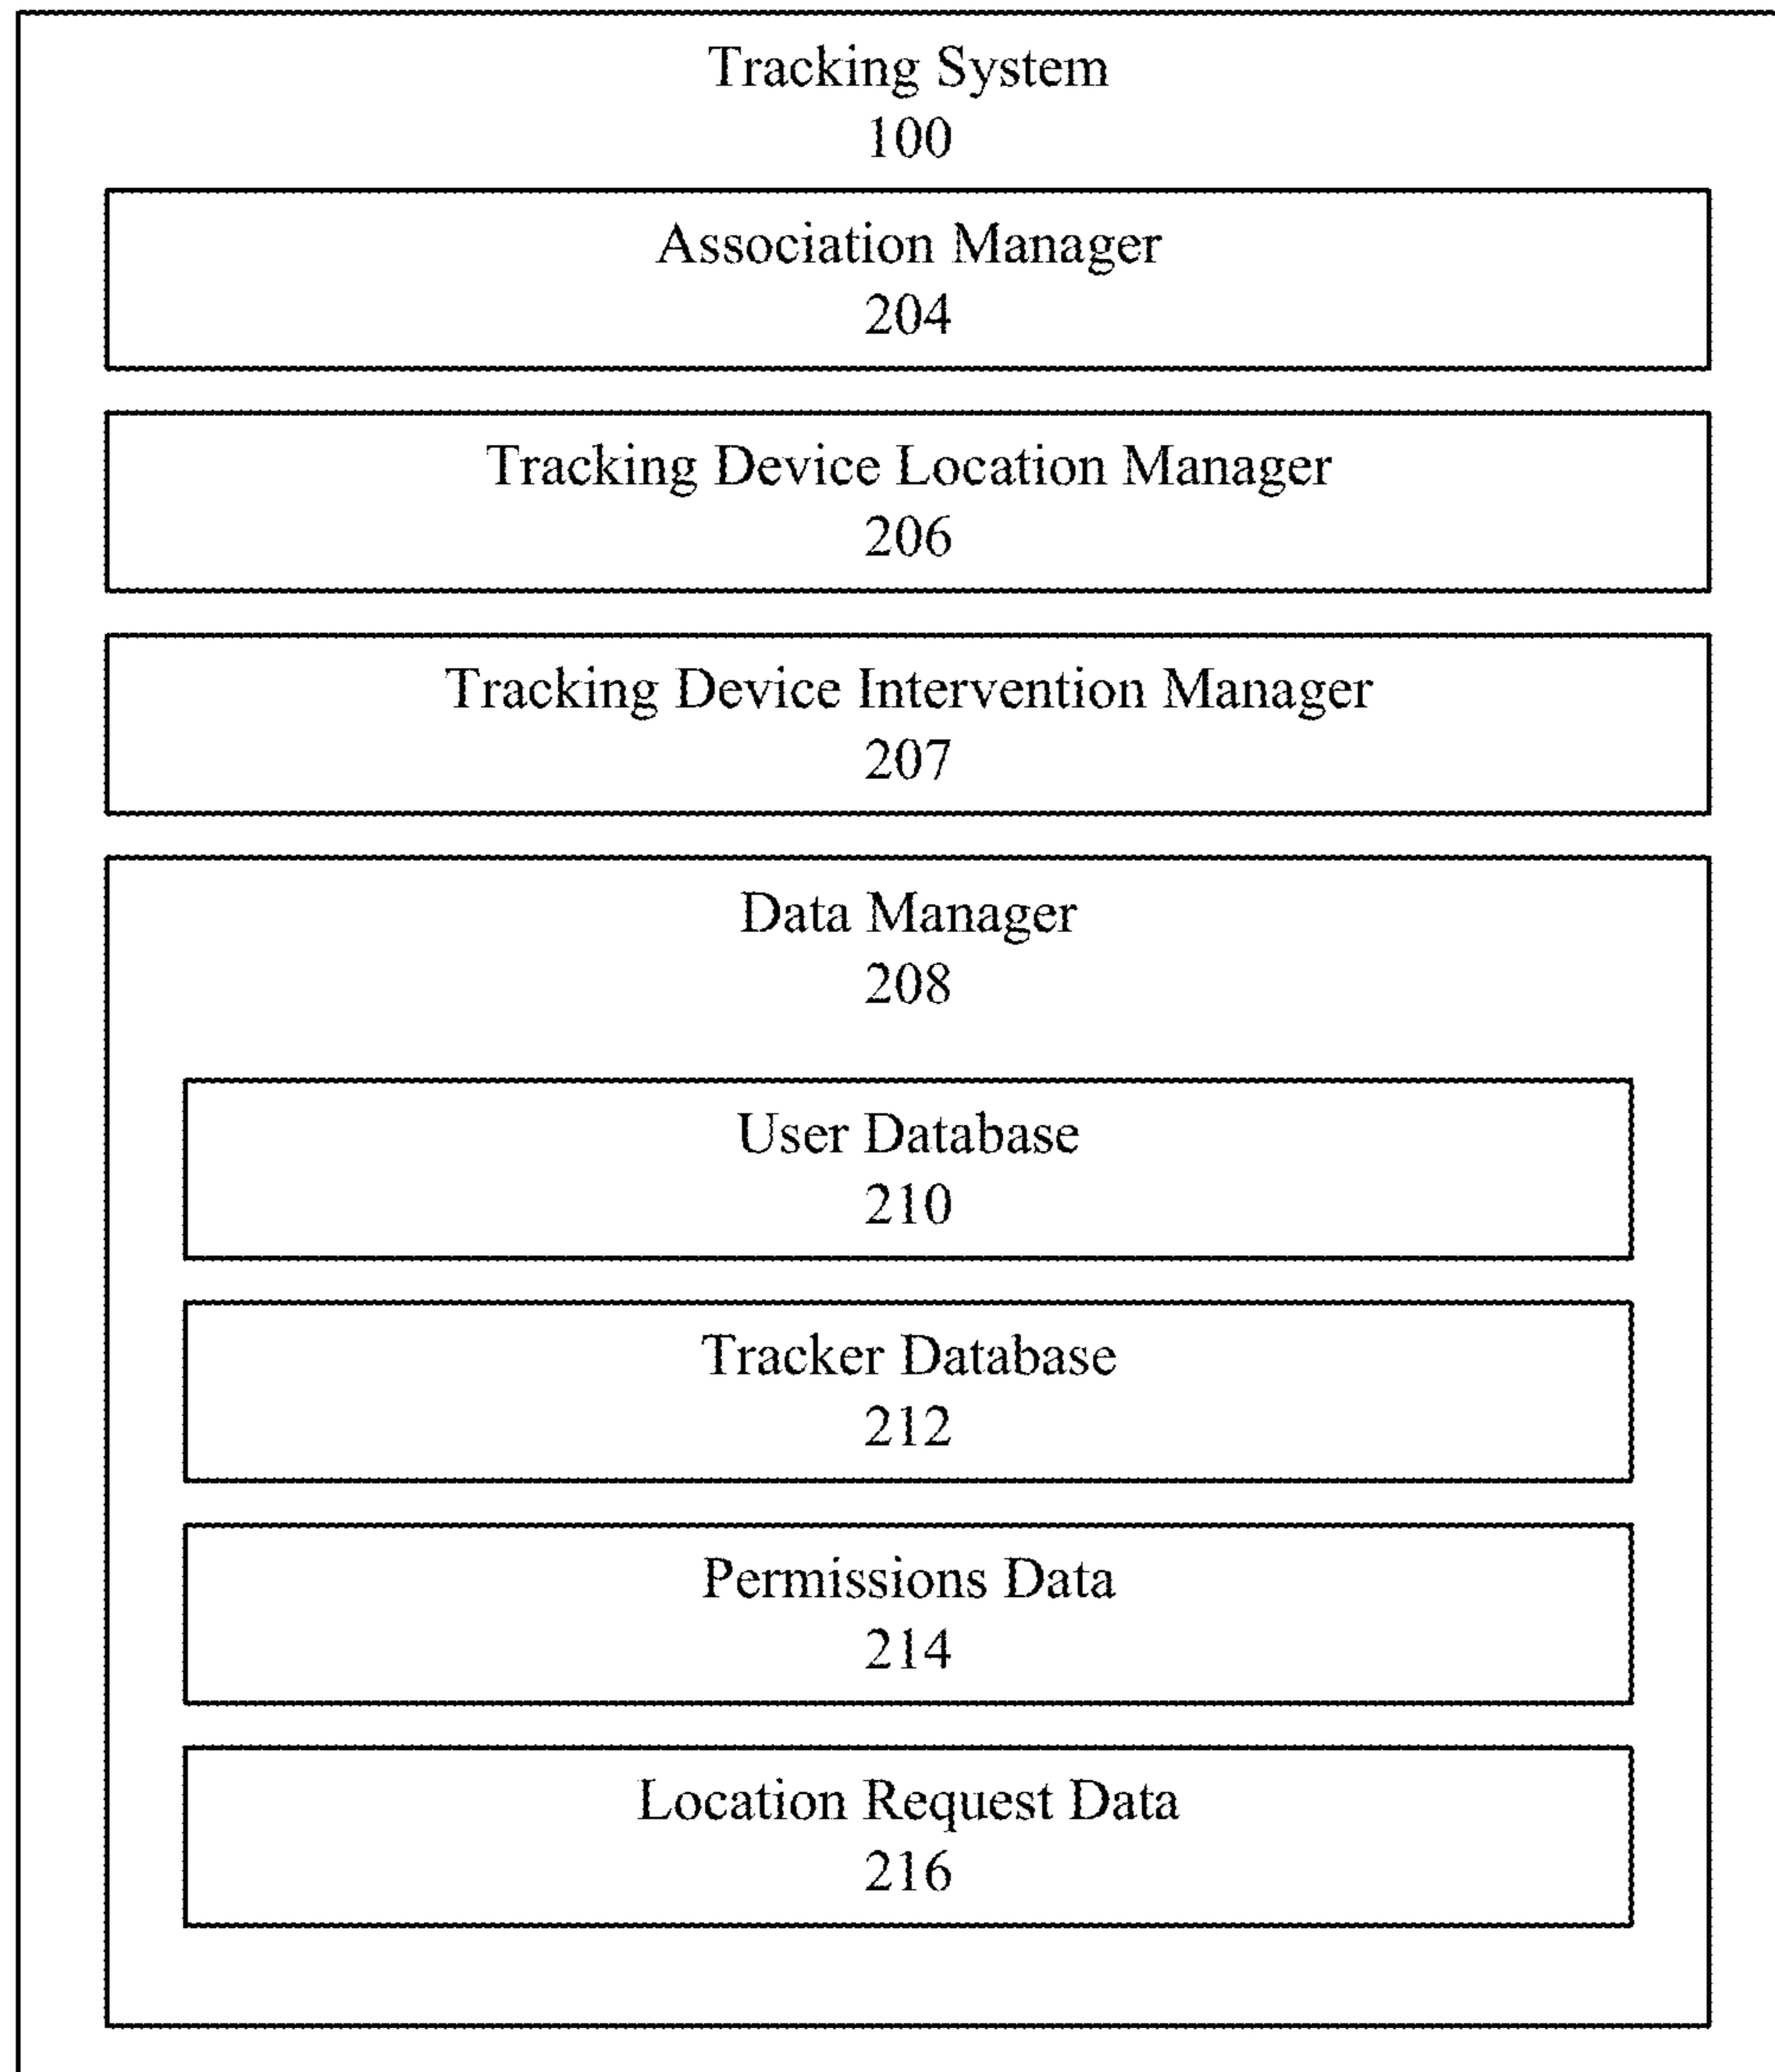 Tracking System
100
Association Manager
204
Tracking Device Location Manager
206
Tracking Device Intervention Manager
207
Data Manager
208
User Database
210
Tracker Database
212
Permissions Data
214
Location Request Data
216